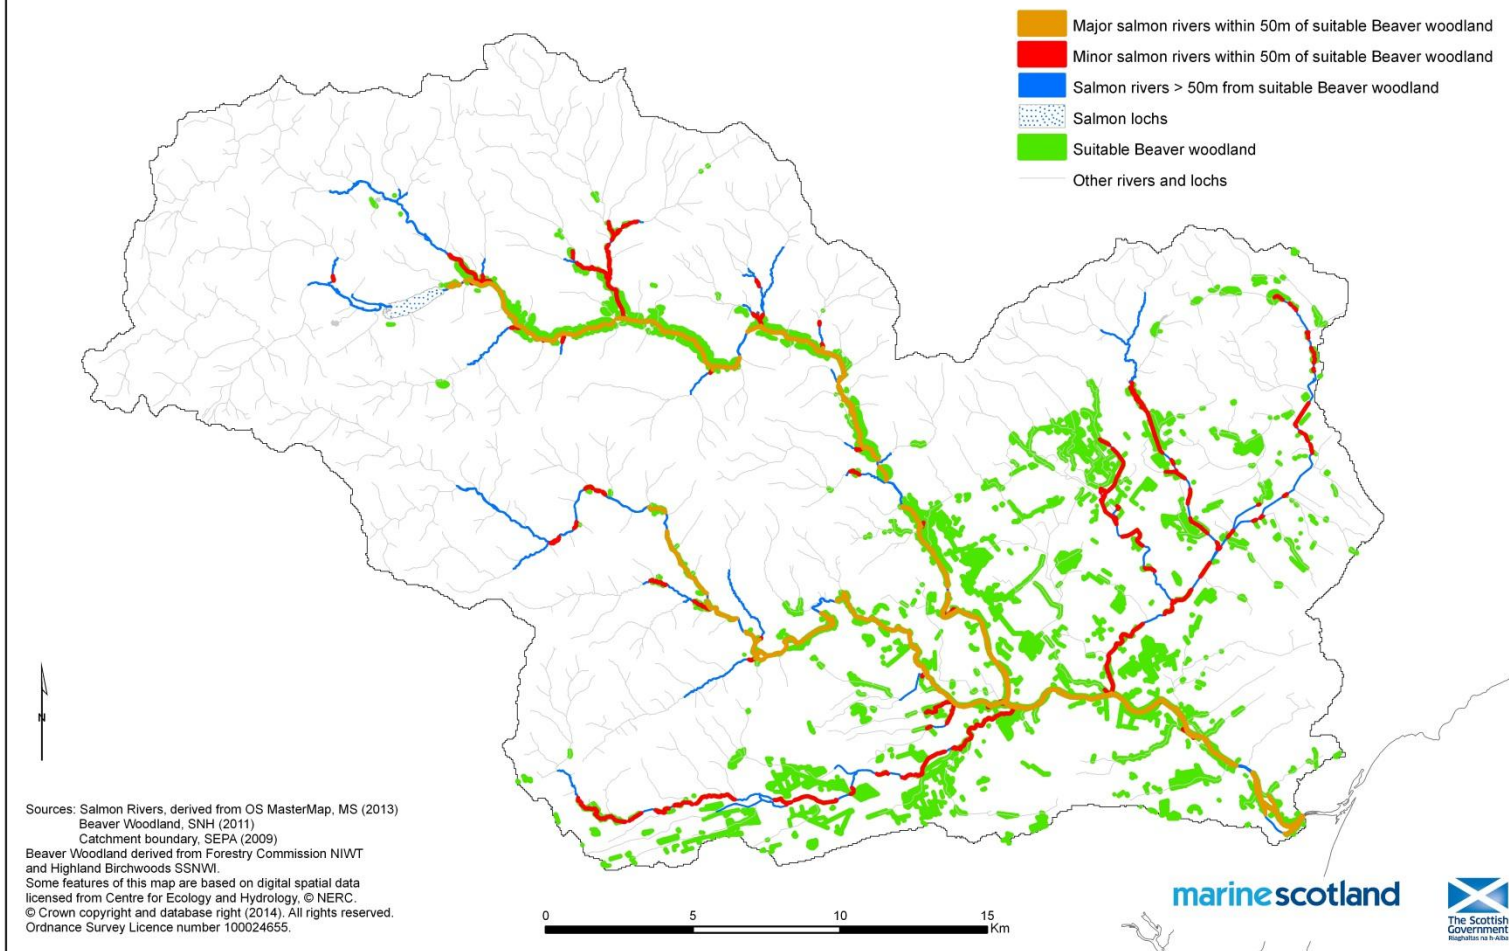 Major salmon rivers within 50m of suitable Beaver woodland
Minor salmon rivers within 50m of suitable Beaver woodland
Salmon rivers > 50m from suitable Beaver woodland
Salmon lochs
Suitable Beaver woodland
Other rivers and lochs
N
Sources: Salmon Rivers, derived from OS MasterMap, MS (2013)
Beaver Woodland, SNH (2011)
Catchment boundary, SEPA (2009)
Beaver Woodland derived from Forestry Commission NIWT
and Highland Birchwoods SSNWI.
Some features of this map are based on digital spatial data
licensed from Centre for Ecology and Hydrology, © NERC.
© Crown copyright and database right (2014). All rights reserved.
Ordnance Survey Licence number 100024655.
0 5 10 15
Km
marinescotland
The Scottish
Government
Riaghaltas na h-Alba